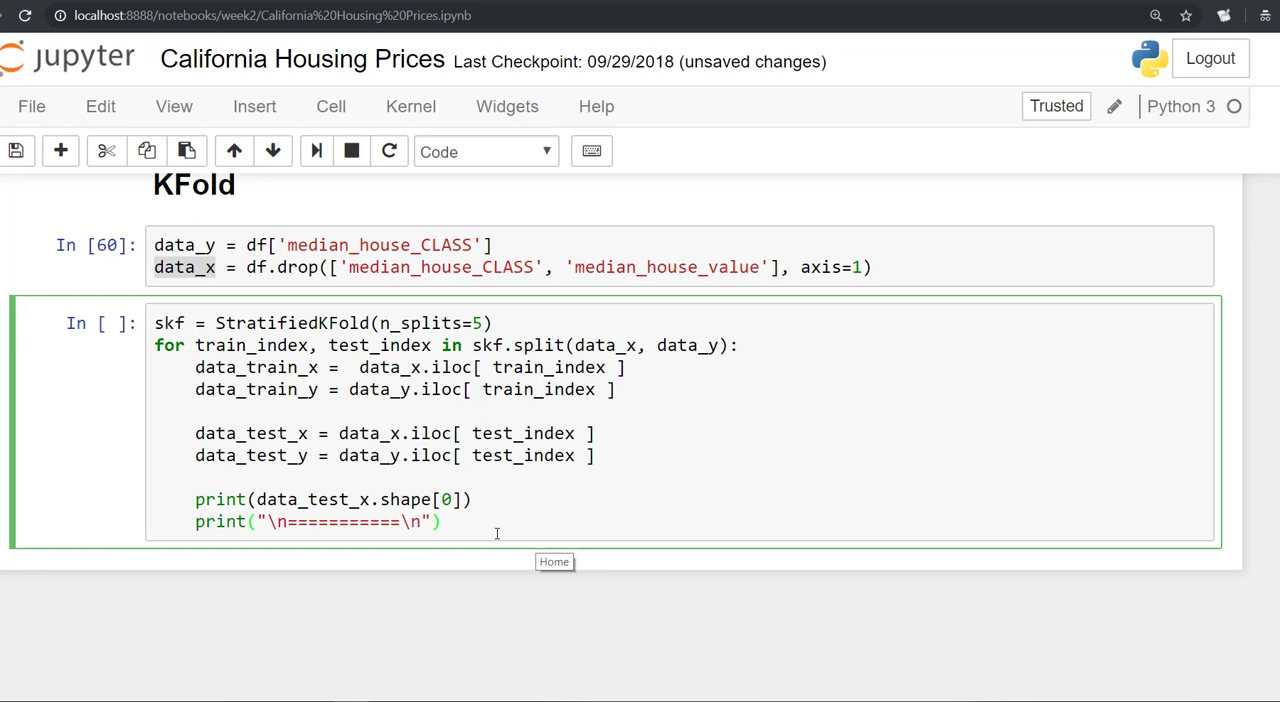 localhost:8888/notebooks/week2/California%20Housing%20Prices.ipynb
jupyter California Housing Prices Last Checkpoint: 09/29/2018 (unsaved changes) Logout
File Edit View Insert Cell Kernel Widgets Help Trusted Python 3
Code
KFold
In [60]: data_y = df['median_house_CLASS']
data_x = df.drop(['median_house_CLASS', 'median_house_value'], axis=1)
In [ ]: skf = StratifiedKFold(n_splits=5)
for train_index, test_index in skf.split(data_x, data_y):
    data_train_x =  data_x.iloc[ train_index ]
    data_train_y = data_y.iloc[ train_index ]
    data_test_x = data_x.iloc[ test_index ]
    data_test_y = data_y.iloc[ test_index ]
    print(data_test_x.shape[0])
    print("\n===========\n")
Home